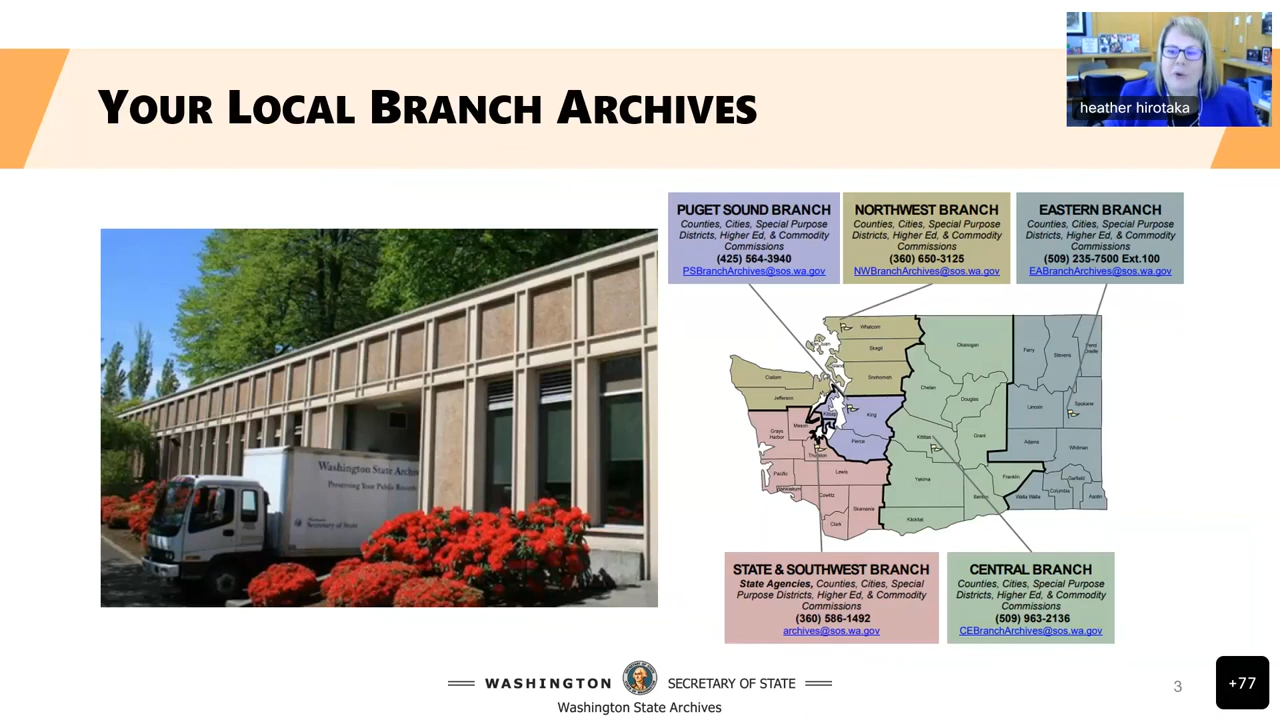 YOUR LOCAL BRANCH ARCHIVES
heather hirotaka
PUGET SOUND BRANCH
Counties, Cities, Special Purpose
Districts, Higher Ed, & Commodity
Commissions
(425) 564-3940
PSBranchArchives@sos.wa.gov
NORTHWEST BRANCH
Counties, Cities, Special Purpose
Districts, Higher Ed, & Commodity
Commissions
(360) 650-3125
NWBranchArchives@sos.wa.gov
EASTERN BRANCH
Counties, Cities, Special Purpose
Districts, Higher Ed, & Commodity
Commissions
(509) 235-7500 Ext.100
EABranchArchives@sos.wa.gov
Washington State Archiv
Preserving Your Public Records
Secretary of State
Whatcom
Skagit
Snohomish
Clallam
Jefferson
King
Kitsap
Pierce
Mason
Grays
Harbor
Pacific
Lewis
Cowlitz
Skamania
Clark
Okanogan
Chelan
Douglas
Kittitas
Grant
Yakima
Benton
Klickitat
Franklin
Ferry
Stevens
Pend
Oreille
Lincoln
Spokane
Adams
Whitman
Walla Walla
Columbia
Garfield
Asotin
STATE & SOUTHWEST BRANCH
State Agencies, Counties, Cities, Special
Purpose Districts, Higher Ed, & Commodity
Commissions
(360) 586-1492
archives@sos.wa.gov
CENTRAL BRANCH
Counties, Cities, Special Purpose
Districts, Higher Ed, & Commodity
Commissions
(509) 963-2136
CEBranchArchives@sos.wa.gov
WASHINGTON SECRETARY OF STATE
Washington State Archives
3
+77